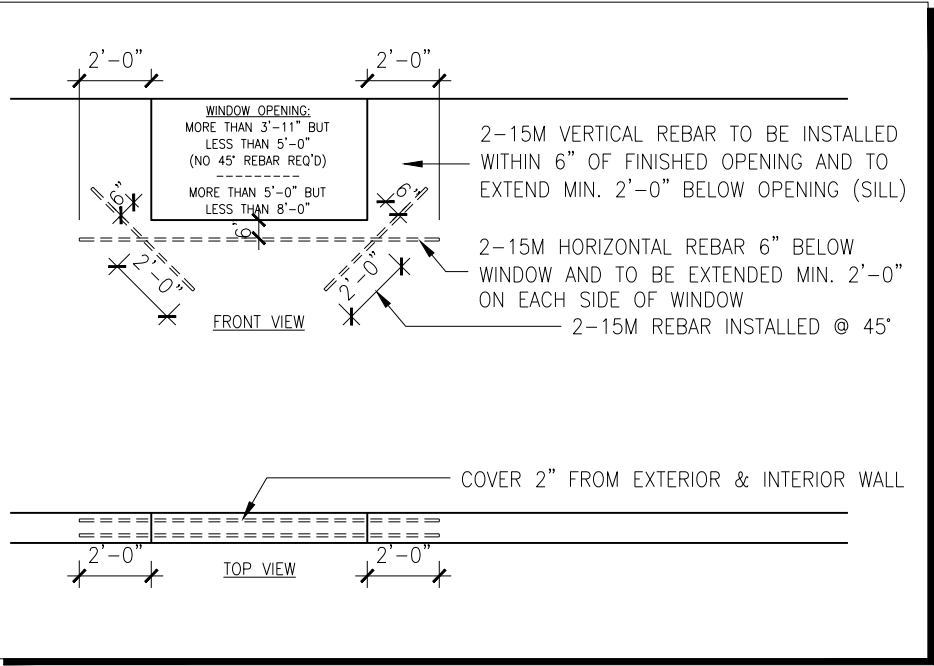 2'-0" 2'-0"
WINDOW OPENING:
MORE THAN 3'-11" BUT
LESS THAN 5'-0"
(NO 45° REBAR REQ'D)
---------
MORE THAN 5'-0" BUT
LESS THAN 8'-0"
2-15M VERTICAL REBAR TO BE INSTALLED
WITHIN 6" OF FINISHED OPENING AND TO
EXTEND MIN. 2'-0" BELOW OPENING (SILL)
6" 6"
6"
2'-0" 2'-0"
2-15M HORIZONTAL REBAR 6" BELOW
WINDOW AND TO BE EXTENDED MIN. 2'-0"
ON EACH SIDE OF WINDOW
FRONT VIEW
2-15M REBAR INSTALLED @ 45°
COVER 2" FROM EXTERIOR & INTERIOR WALL
2'-0" 2'-0"
TOP VIEW